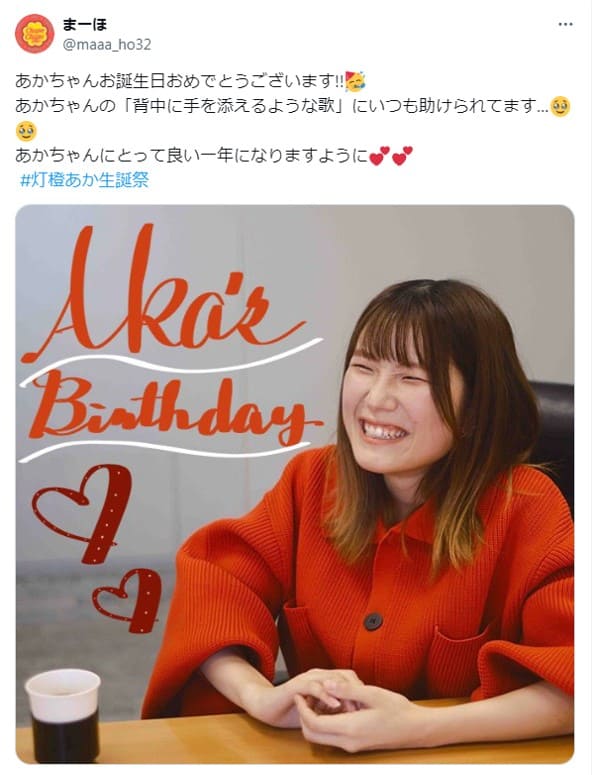 まーほ
@maaa_ho32
あかちゃんお誕生日おめでとうございます!!🥳
あかちゃんの「背中に手を添えるような歌」にいつも助けられてます...🥹
🥹
あかちゃんにとって良い一年になりますように💕💕
#灯橙あか生誕祭
Aka's
Birthday